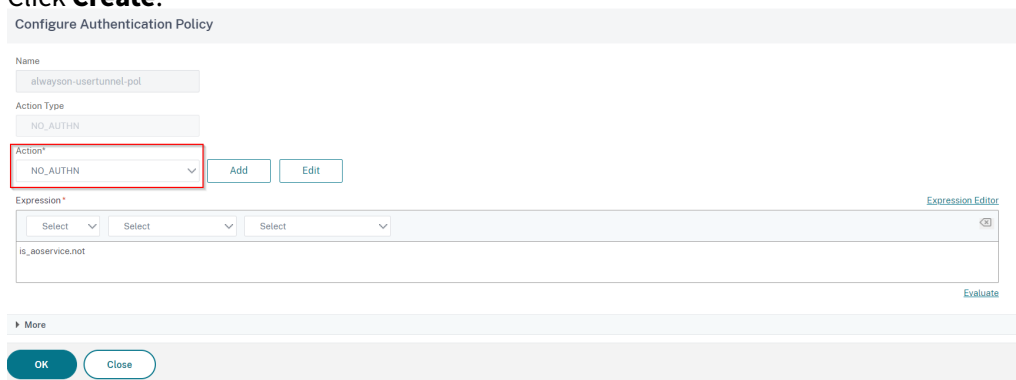 Click Create.
Configure Authentication Policy
Name
alwayson-usertunnel-pol
Action Type
NO_AUTHN
Action*
NO_AUTHN Add Edit
Expression * Expression Editor
Select Select Select
is_aoservice.not
Evaluate
More
OK Close